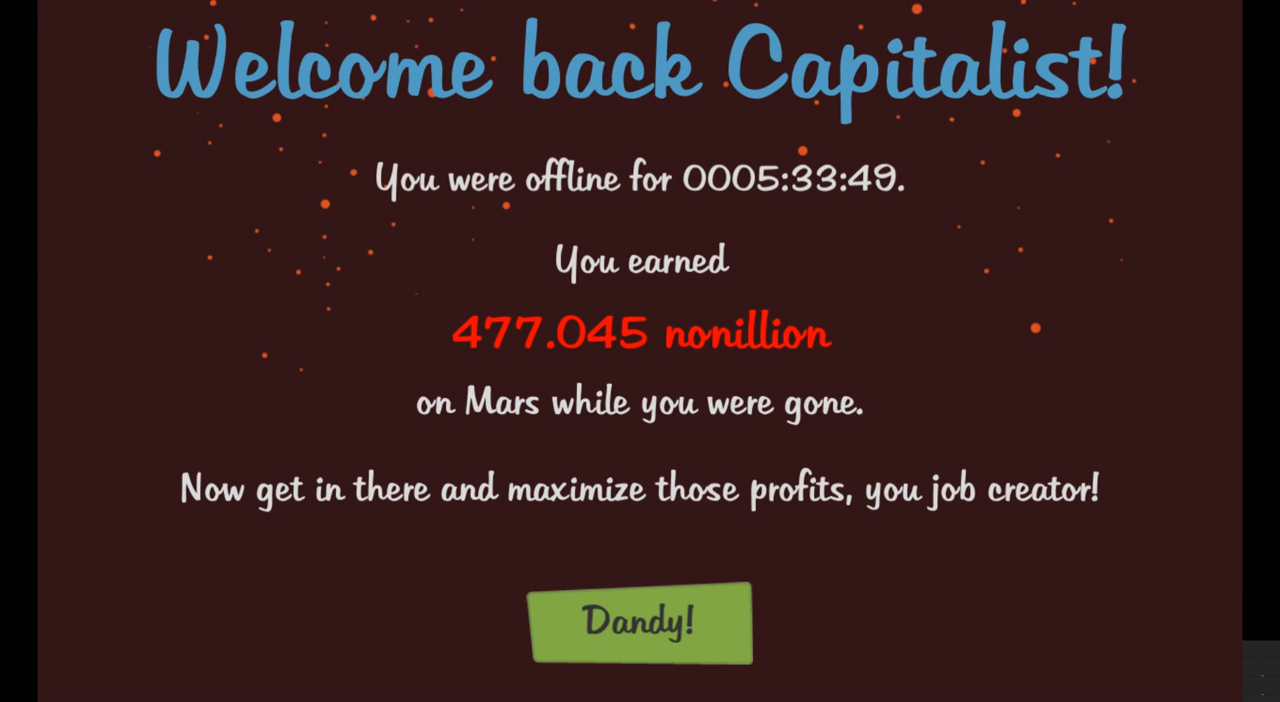 Welcome back Capitalist!
You were offline for 0005:33:49.
You earned
477.045 nonillion
on Mars while you were gone.
Now get in there and maximize those profits, you job creator!
Dandy!